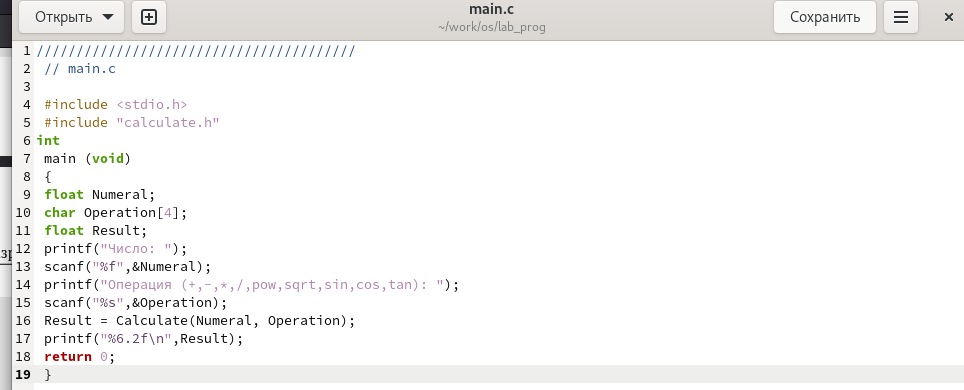 Открыть
main.c
~/work/os/lab_prog
Сохранить
1 ////////////////////////////////////////
2 // main.c
3
4 #include <stdio.h>
5 #include "calculate.h"
6 int
7 main (void)
8 {
9 float Numeral;
10 char Operation[4];
11 float Result;
12 printf("Число: ");
13 scanf("%f",&Numeral);
14 printf("Операция (+,-,*,/,pow,sqrt,sin,cos,tan): ");
15 scanf("%s",&Operation);
16 Result = Calculate(Numeral, Operation);
17 printf("%6.2f\n",Result);
18 return 0;
19 }